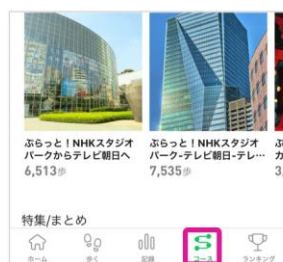 ぶらっと！NHKスタジオ
パークからテレビ朝日へ
6,513歩
ぶらっと！NHKスタジオ
パーク-テレビ朝日-テレ…
7,535歩
ぶ
カ
3,
特集/まとめ
ホーム
歩く
記録
コース
ランキング